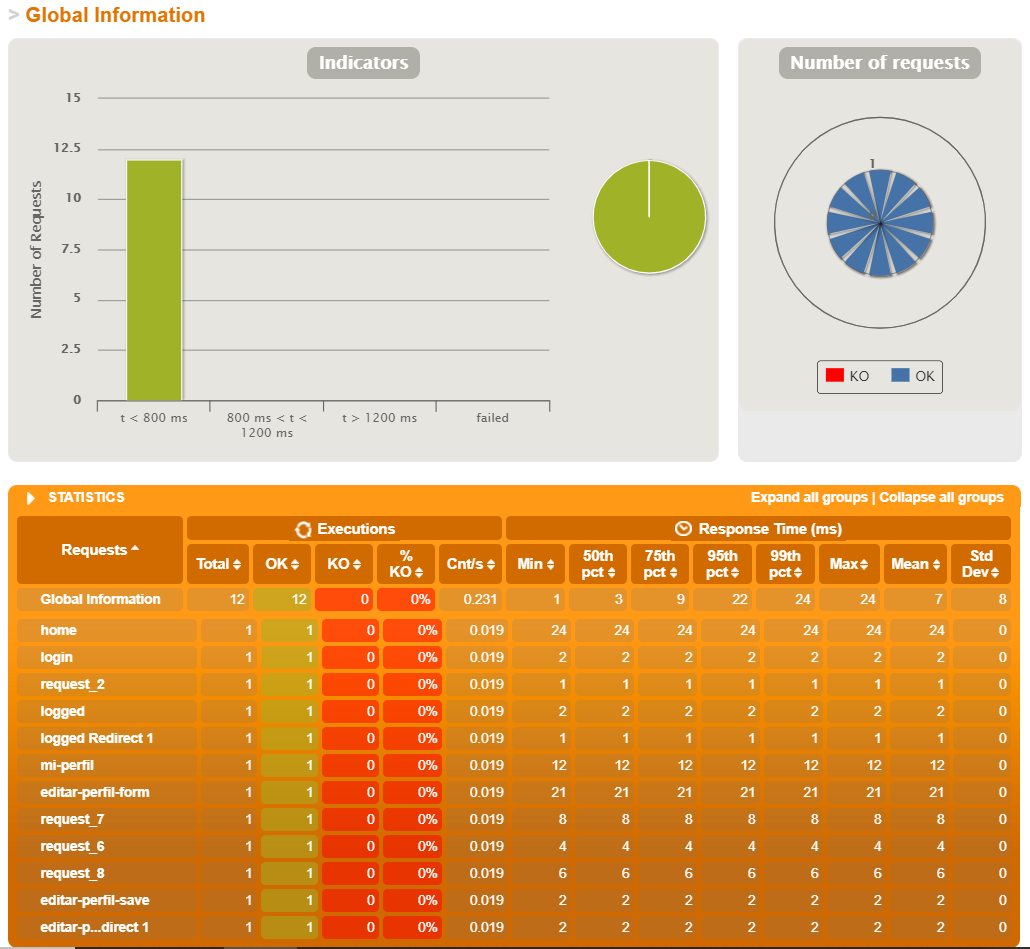 > Global Information
Indicators
Number of requests
Number of Requests
15
12.5
10
7.5
5
2.5
0
t < 800 ms
800 ms < t < 1200 ms
t > 1200 ms
failed
1
KO OK
STATISTICS Expand all groups | Collapse all groups
Requests Executions Response Time (ms)
Total OK KO % KO Cnt/s Min 50th pct 75th pct 95th pct 99th pct Max Mean Std Dev
Global Information 12 12 0 0% 0.231 1 3 9 22 24 24 7 8
home 1 1 0 0% 0.019 24 24 24 24 24 24 24 0
login 1 1 0 0% 0.019 2 2 2 2 2 2 2 0
request_2 1 1 0 0% 0.019 1 1 1 1 1 1 1 0
logged 1 1 0 0% 0.019 2 2 2 2 2 2 2 0
logged Redirect 1 1 1 0 0% 0.019 1 1 1 1 1 1 1 0
mi-perfil 1 1 0 0% 0.019 12 12 12 12 12 12 12 0
editar-perfil-form 1 1 0 0% 0.019 21 21 21 21 21 21 21 0
request_7 1 1 0 0% 0.019 8 8 8 8 8 8 8 0
request_6 1 1 0 0% 0.019 4 4 4 4 4 4 4 0
request_8 1 1 0 0% 0.019 6 6 6 6 6 6 6 0
editar-perfil-save 1 1 0 0% 0.019 2 2 2 2 2 2 2 0
editar-p...direct 1 1 1 0 0% 0.019 2 2 2 2 2 2 2 0